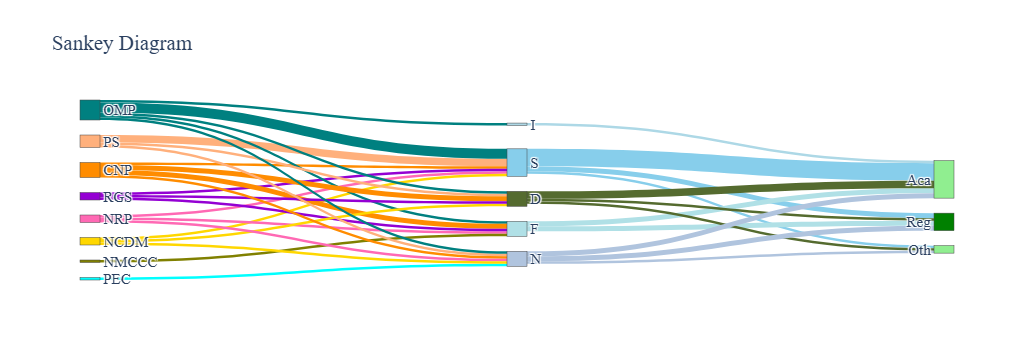 Sankey Diagram
OMP
PS
CNP
RGS
NRP
NCDM
NMCCC
PEC
I
S
D
F
N
Aca
Reg
Oth